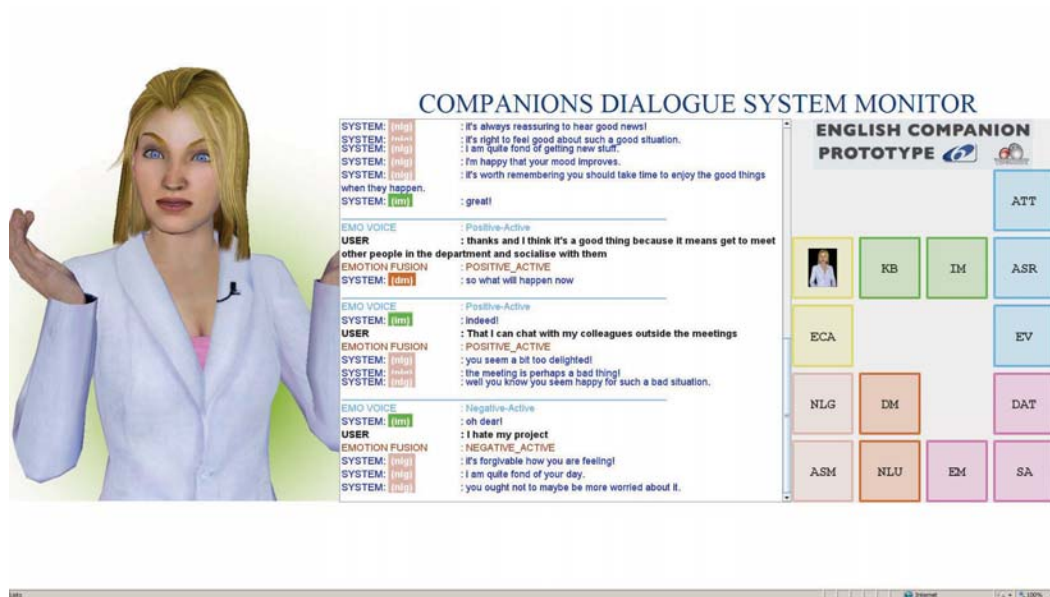 COMPANIONS DIALOGUE SYSTEM MONITOR
SYSTEM: (nlg) : it's always reassuring to hear good news!
SYSTEM: (nlg) : it's right to feel good about such a good situation.
SYSTEM: (nlg) : I am quite fond of getting new stuff.
SYSTEM: (nlg) : I'm happy that your mood improves.
SYSTEM: (nlg) : it's worth remembering you should take time to enjoy the good things
when they happen.
SYSTEM: (im) : great!
EMO VOICE : Positive-Active
USER : thanks and I think it's a good thing because it means get to meet
other people in the department and socialise with them
EMOTION FUSION : POSITIVE_ACTIVE
SYSTEM: (dm) : so what will happen now
EMO VOICE : Positive-Active
SYSTEM: (im) : indeed!
USER : That I can chat with my colleagues outside the meetings
EMOTION FUSION : POSITIVE_ACTIVE
SYSTEM: (nlg) : you seem a bit too delighted!
SYSTEM: (nlg) : the meeting is perhaps a bad thing!
SYSTEM: (nlg) : well you know you seem happy for such a bad situation.
EMO VOICE : Negative-Active
SYSTEM: (im) : oh dear!
USER : I hate my project
EMOTION FUSION : NEGATIVE_ACTIVE
SYSTEM: (nlg) : it's forgivable how you are feeling!
SYSTEM: (nlg) : I am quite fond of your day.
SYSTEM: (nlg) : you ought not to maybe be more worried about it.
ENGLISH COMPANION
PROTOTYPE 6
ATT
KB IM ASR
ECA EV
NLG DM DAT
ASM NLU EM SA
Links Internet 100%